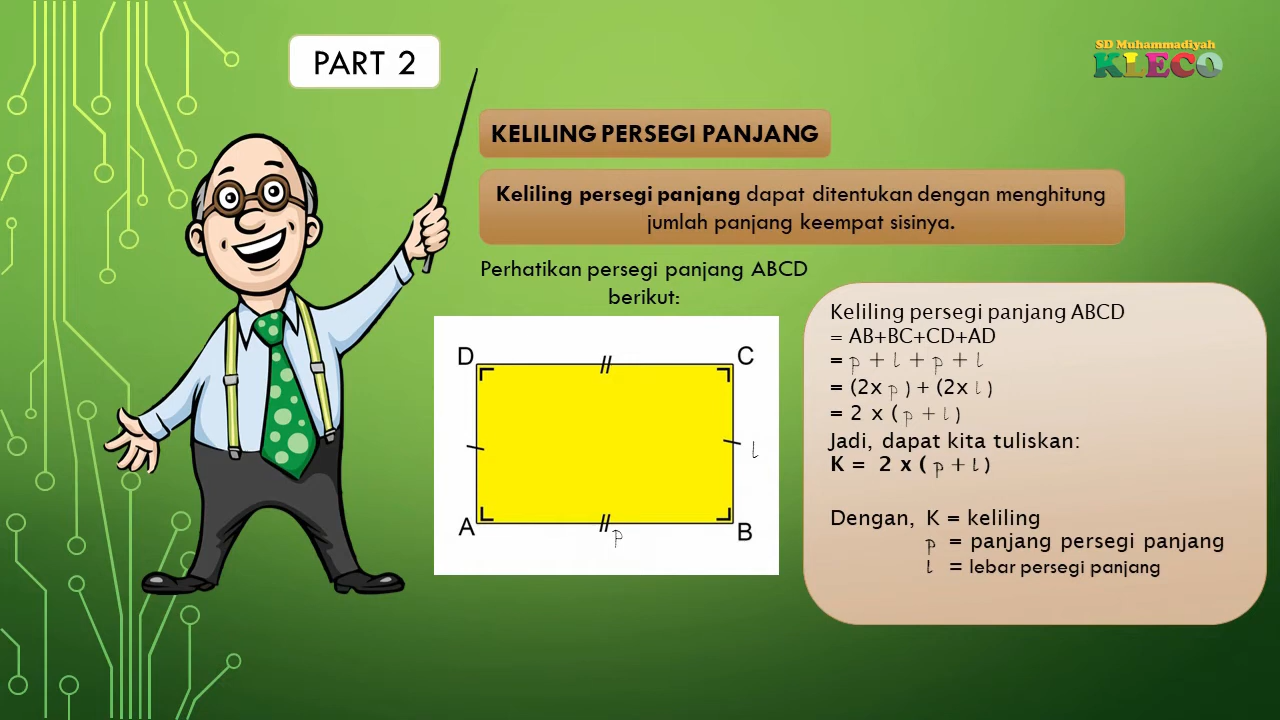 PART 2
SD Muhammadiyah
KLECO
KELILING PERSEGI PANJANG
Keliling persegi panjang dapat ditentukan dengan menghitung
jumlah panjang keempat sisinya.
Perhatikan persegi panjang ABCD
berikut:
D
C
l
A
B
p
Keliling persegi panjang ABCD
= AB+BC+CD+AD
= p + l + p + l
= (2x p ) + (2x l )
= 2 x ( p + l )
Jadi, dapat kita tuliskan:
K = 2 x ( p + l )
Dengan, K = keliling
p = panjang persegi panjang
l = lebar persegi panjang